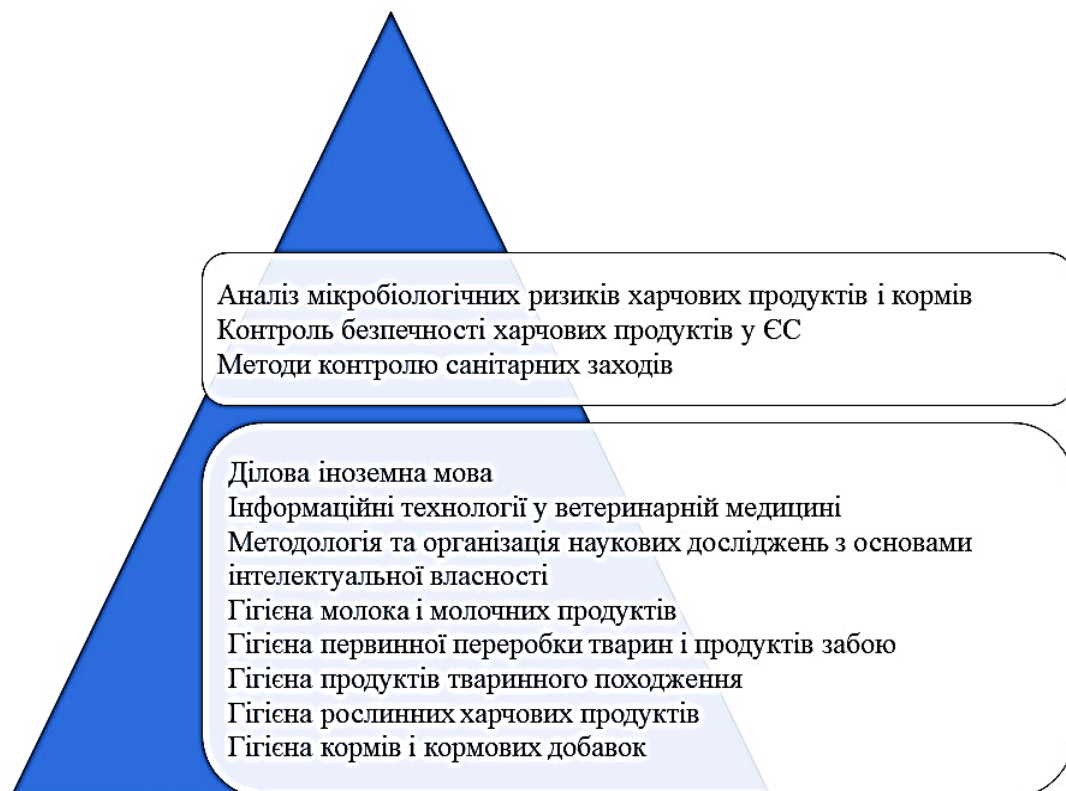 Аналіз мікробіологічних ризиків харчових продуктів і кормів
Контроль безпечності харчових продуктів у ЄС
Методи контролю санітарних заходів
Ділова іноземна мова
Інформаційні технології у ветеринарній медицині
Методологія та організація наукових досліджень з основами
інтелектуальної власності
Гігієна молока і молочних продуктів
Гігієна первинної переробки тварин і продуктів забою
Гігієна продуктів тваринного походження
Гігієна рослинних харчових продуктів
Гігієна кормів і кормових добавок